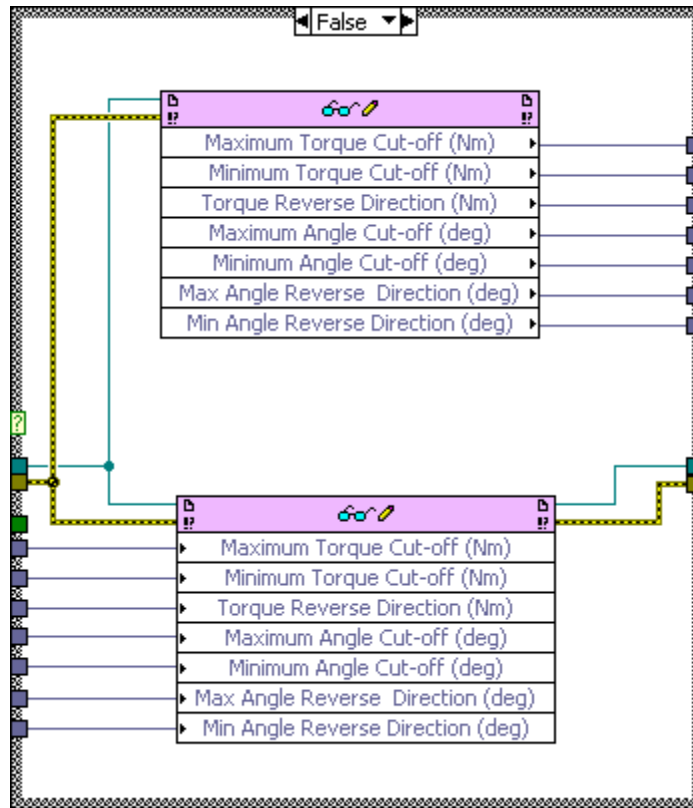 False
!?
!?
Maximum Torque Cut-off (Nm)
Minimum Torque Cut-off (Nm)
Torque Reverse Direction (Nm)
Maximum Angle Cut-off (deg)
Minimum Angle Cut-off (deg)
Max Angle Reverse  Direction (deg)
Min Angle Reverse Direction (deg)
?
!?
!?
Maximum Torque Cut-off (Nm)
Minimum Torque Cut-off (Nm)
Torque Reverse Direction (Nm)
Maximum Angle Cut-off (deg)
Minimum Angle Cut-off (deg)
Max Angle Reverse  Direction (deg)
Min Angle Reverse Direction (deg)